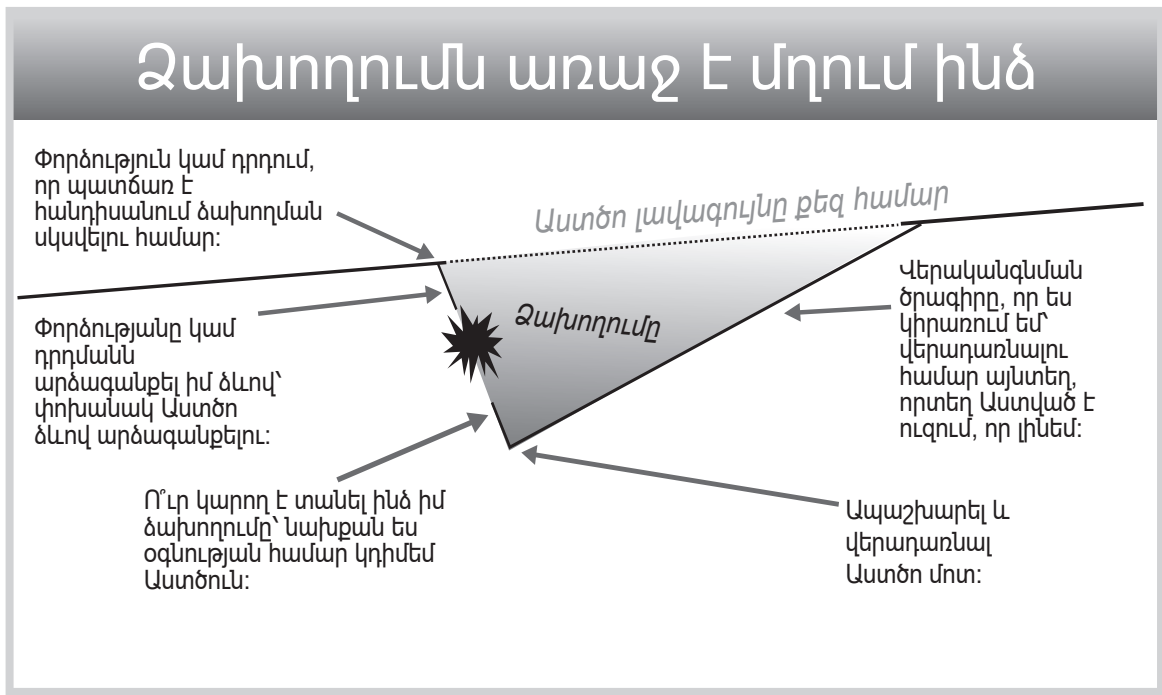 Ձախողումն առաջ է մղում ինձ
Փորձություն կամ դրդում,
որ պատճառ է
հանդիսանում ձախողման
սկսվելու համար:
Աստծո լավագույնը քեզ համար
Ձախողումը
Փորձությանը կամ
դրդմանն
արձագանքել իմ ձևով՝
փոխանակ Աստծո
ձևով արձագանքելու:
Վերականգնման
ծրագիրը, որ ես
կիրառում եմ՝
վերադառնալու
համար այնտեղ,
որտեղ Աստված է
ուզում, որ լինեմ:
Ո՞ւր կարող է տանել ինձ իմ
ձախողումը՝ նախքան ես
օգնության համար կդիմեմ
Աստծուն:
Ապաշխարել և
վերադառնալ
Աստծո մոտ: